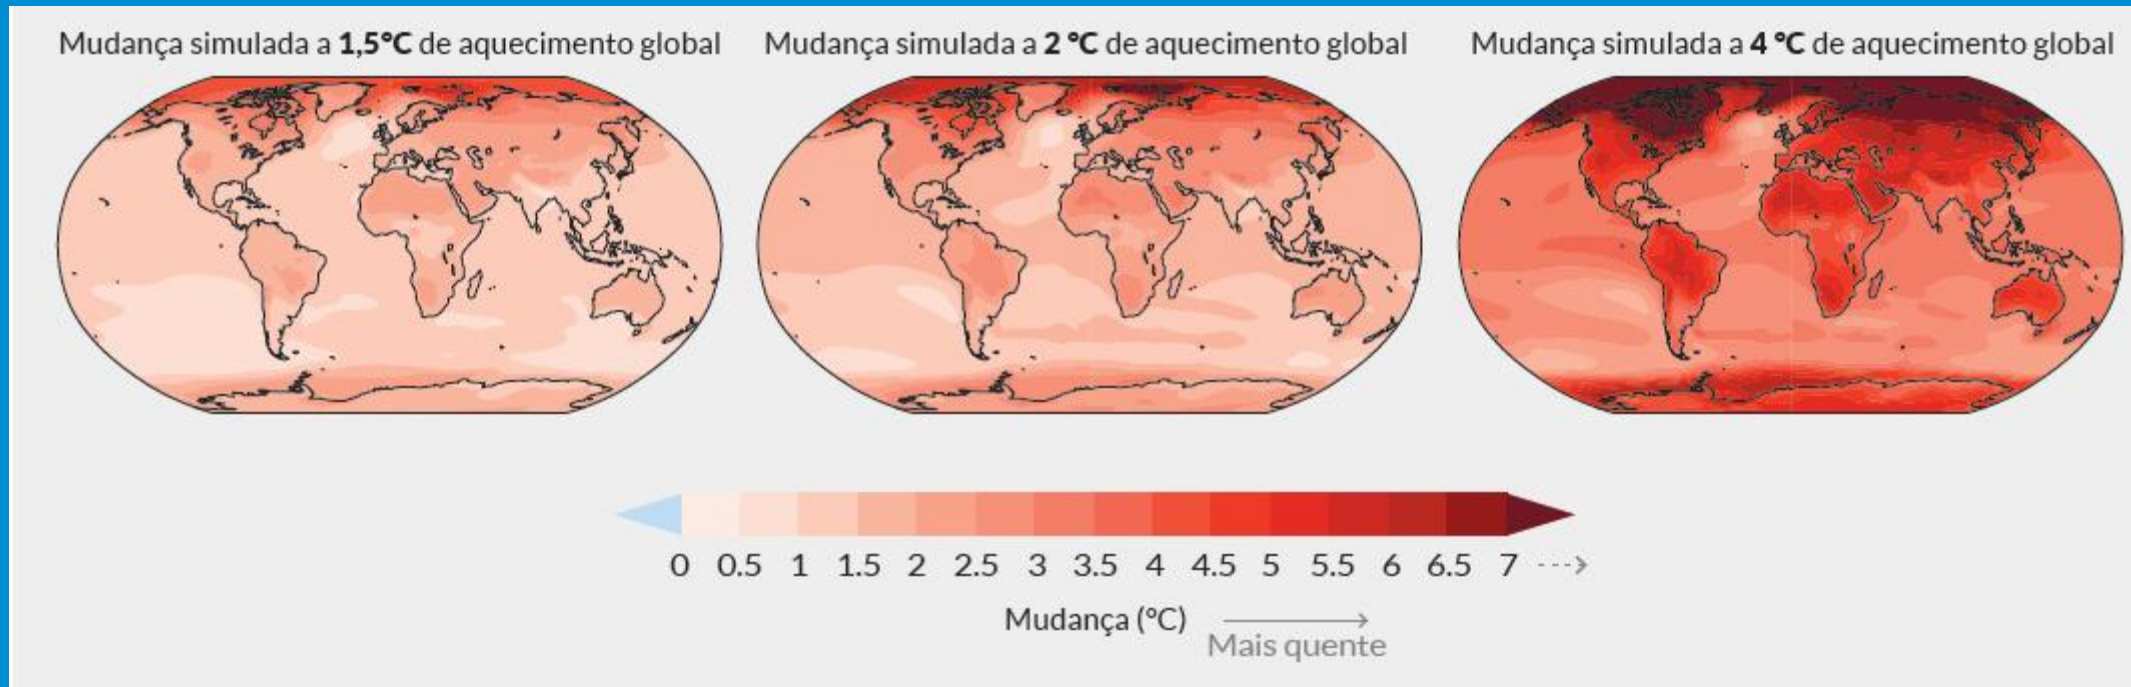 Mudança simulada a 1,5°C de aquecimento global
Mudança simulada a 2 °C de aquecimento global
Mudança simulada a 4 °C de aquecimento global
0 0.5 1 1.5 2 2.5 3 3.5 4 4.5 5 5.5 6 6.5 7
Mudança (°C)
Mais quente